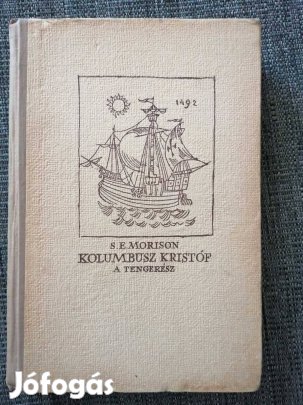 1492
S. E. MORISON
KOLUMBUSZ KRISTÓF
A TENGERÉSZ
Jófogás